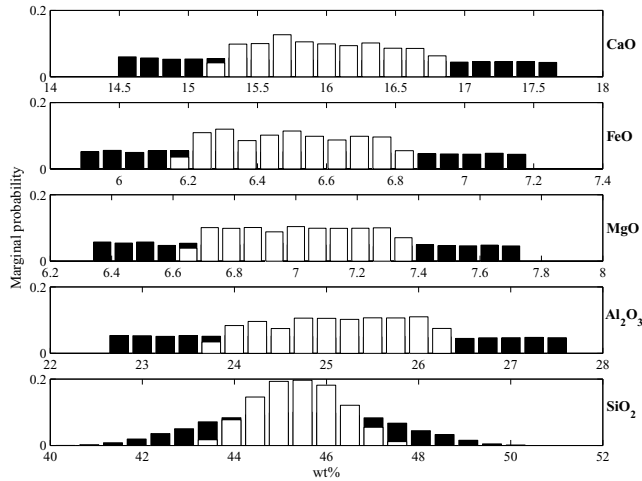 0.2
0
14 14.5 15 15.5 16 16.5 17 17.5 18
CaO
0.2
0
6 6.2 6.4 6.6 6.8 7 7.2 7.4
FeO
0.2
0
6.2 6.4 6.6 6.8 7 7.2 7.4 7.6 7.8 8
MgO
Marginal probability
0.2
0
22 23 24 25 26 27 28
Al₂O₃
0.2
0
40 42 44 46 48 50 52
SiO₂
wt%